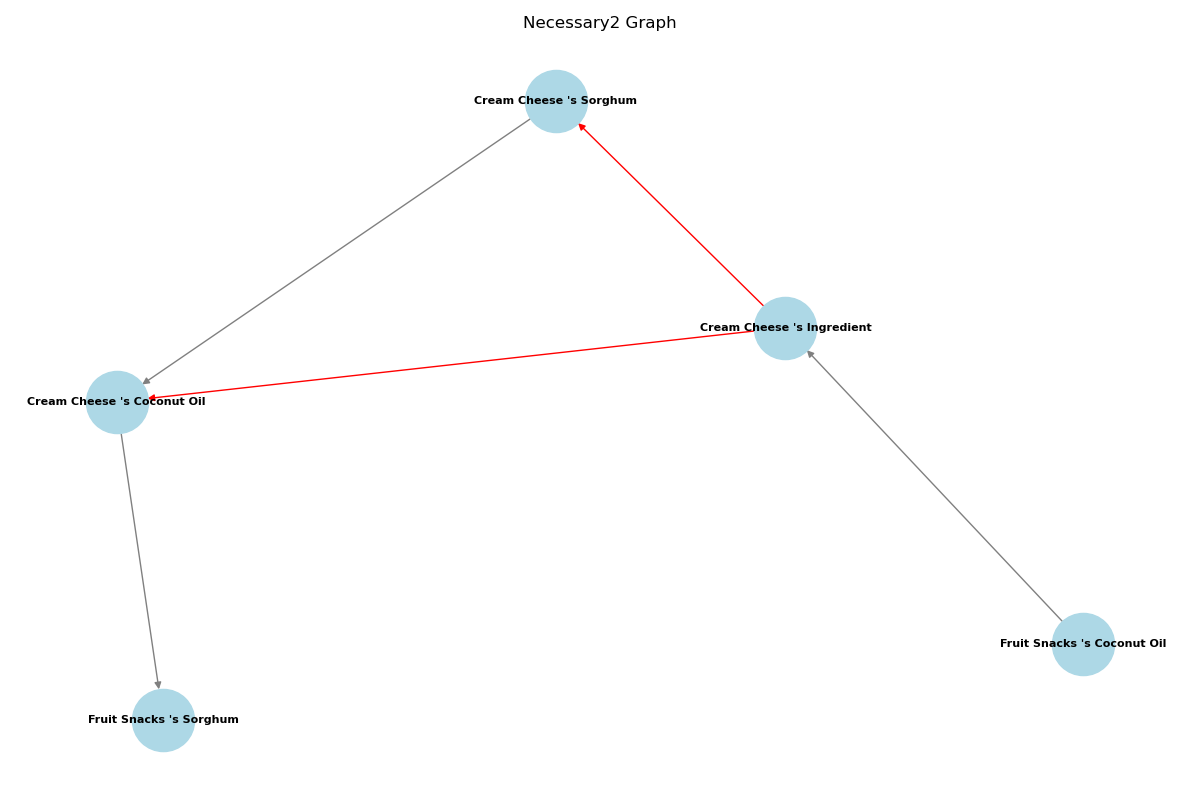 Necessary2 Graph
Cream Cheese 's Sorghum
Cream Cheese 's Ingredient
Cream Cheese 's Coconut Oil
Fruit Snacks 's Coconut Oil
Fruit Snacks 's Sorghum